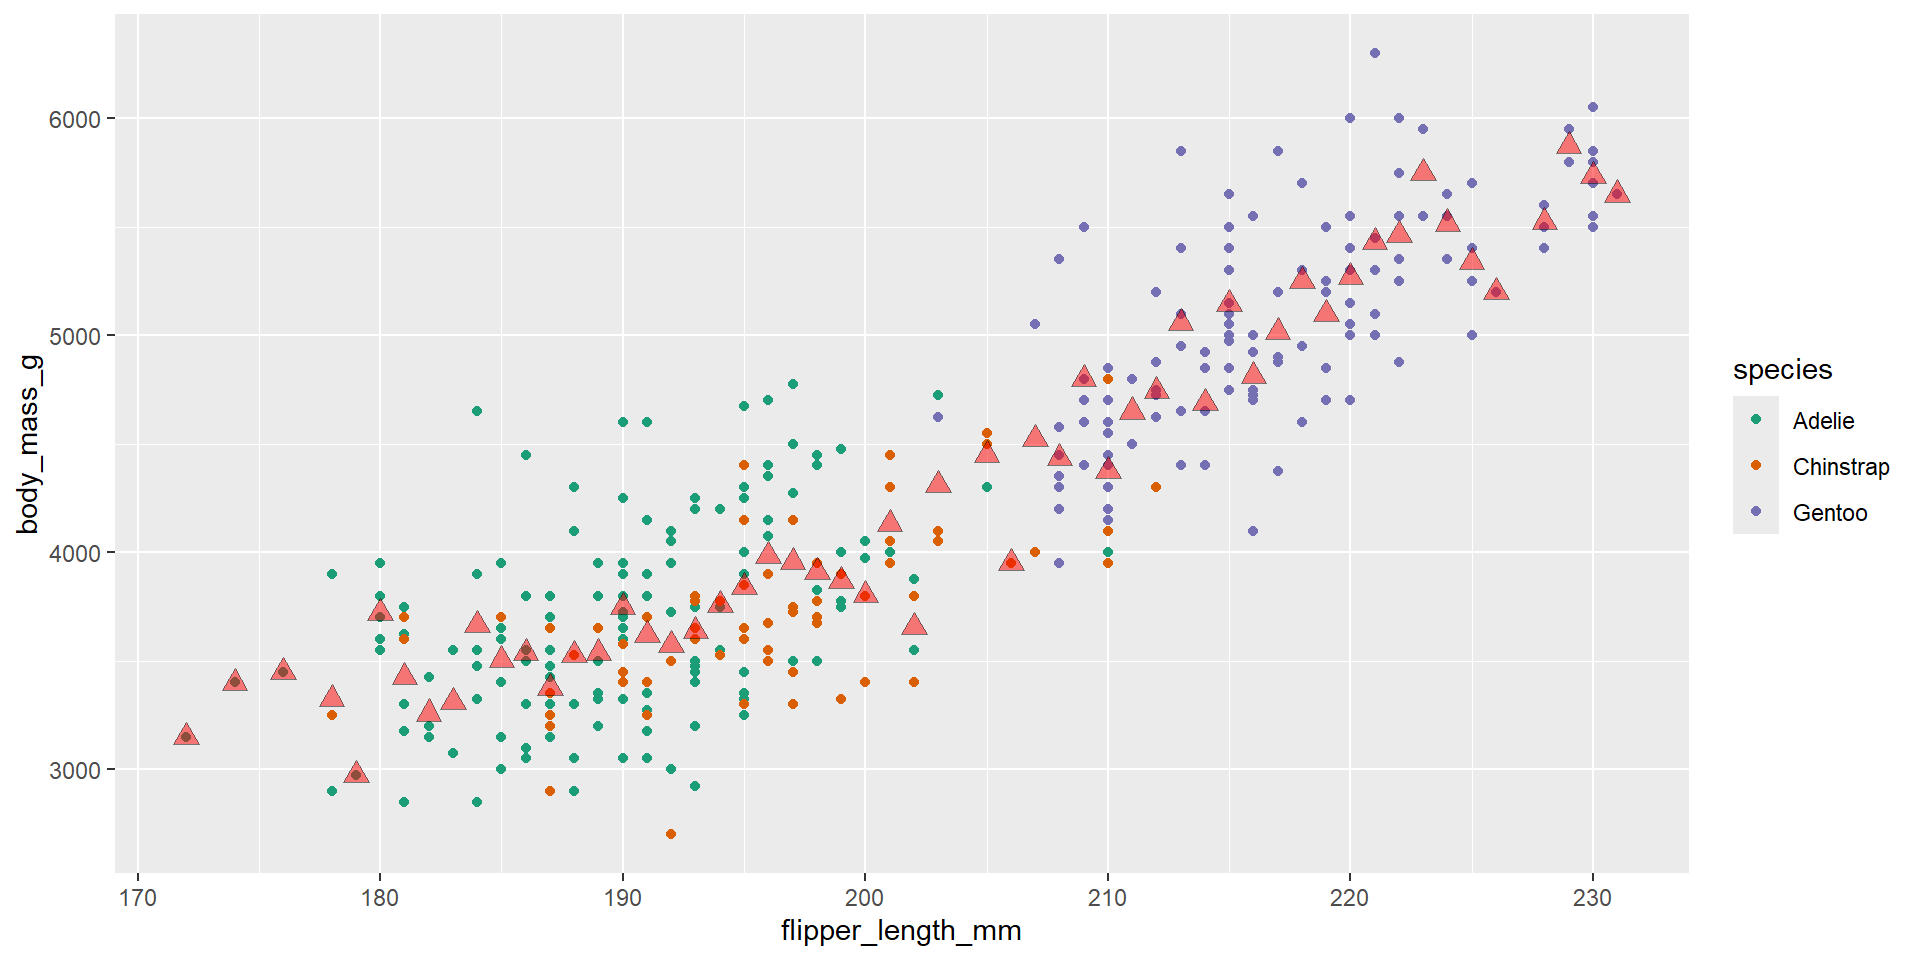 6000
5000
4000
3000
body_mass_g
170 180 190 200 210 220 230
flipper_length_mm
species
Adelie
Chinstrap
Gentoo